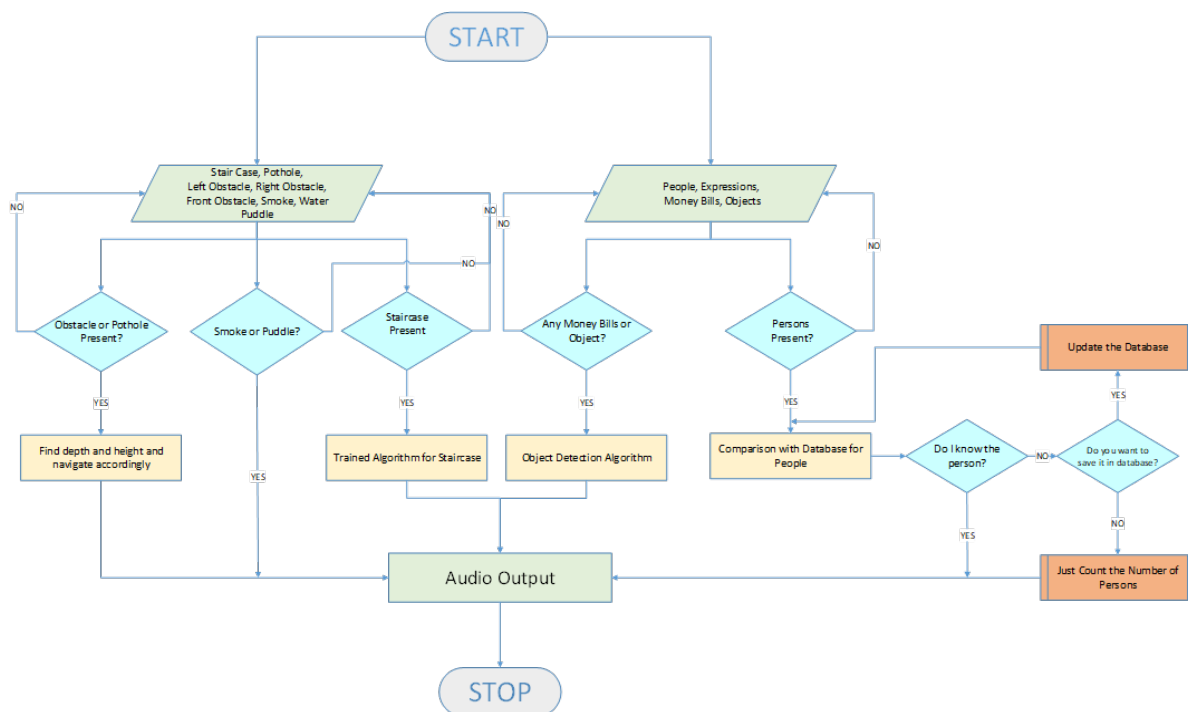 START
Stair Case, Pothole,
Left Obstacle, Right Obstacle,
Front Obstacle, Smoke, Water
Puddle
People, Expressions,
Money Bills, Objects
NO
NO
NO
NO
NO
Obstacle or Pothole
Present?
Smoke or Puddle?
Staircase
Present
Any Money Bills or
Object?
Persons
Present?
Update the Database
YES
YES
YES
YES
YES
Find depth and height and
navigate accordingly
Trained Algorithm for Staircase
Object Detection Algorithm
Comparison with Database for
People
Do I know the
person?
NO
Do you want to
save it in database?
YES
YES
NO
Audio Output
Just Count the Number of
Persons
STOP